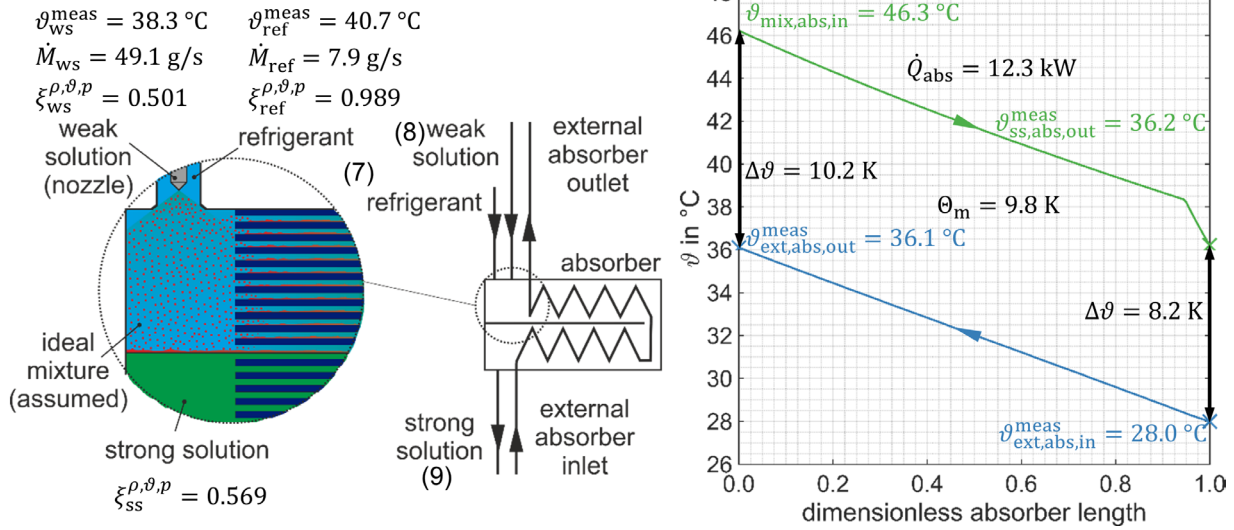 ϑ_ws^meas = 38.3 °C
Ṁ_ws = 49.1 g/s
ξ_ws^ρ,ϑ,p = 0.501
ϑ_ref^meas = 40.7 °C
Ṁ_ref = 7.9 g/s
ξ_ref^ρ,ϑ,p = 0.989
weak
solution
(nozzle)
refrigerant
ideal
mixture
(assumed)
strong solution
ξ_ss^ρ,ϑ,p = 0.569
(8)
weak
solution
external
absorber
outlet
(7)
refrigerant
absorber
strong
solution
(9)
external
absorber
inlet
48
46
44
42
40
38
36
34
32
30
28
26
ϑ in °C
ϑ_mix,abs,in = 46.3 °C
Q̇_abs = 12.3 kW
ϑ_ss,abs,out^meas = 36.2 °C
Δϑ = 10.2 K
Θ_m = 9.8 K
ϑ_ext,abs,out^meas = 36.1 °C
Δϑ = 8.2 K
ϑ_ext,abs,in^meas = 28.0 °C
0.0 0.2 0.4 0.6 0.8 1.0
dimensionless absorber length